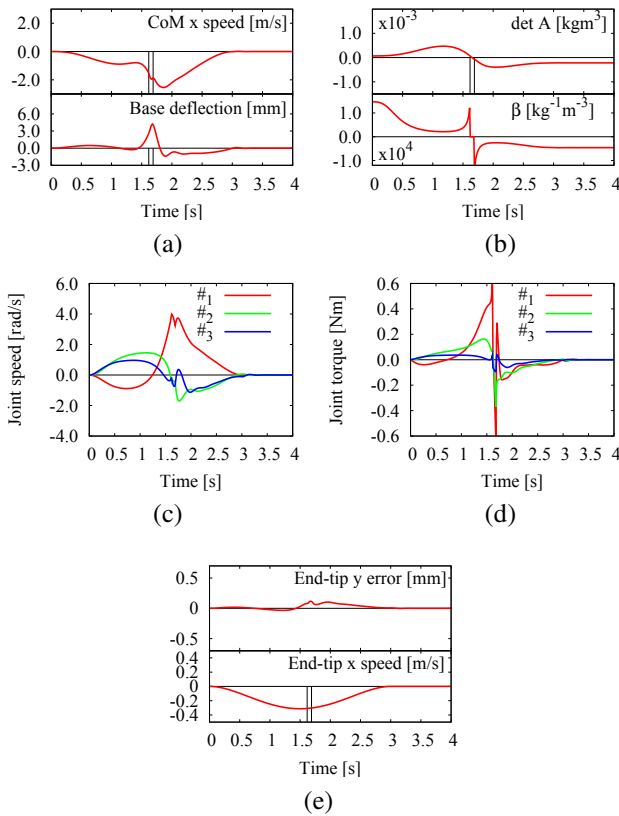 CoM x speed [m/s]
0.0
-2.0
Base deflection [mm]
6.0
3.0
0.0
-3.0
0 0.5 1 1.5 2 2.5 3 3.5 4
Time [s]
(a)
x10⁻³
det A [kgm³]
1.0
0.0
-1.0
β [kg⁻¹m⁻³]
1.0
0.0
-1.0
x10⁴
0 0.5 1 1.5 2 2.5 3 3.5 4
Time [s]
(b)
Joint speed [rad/s]
6.0
4.0
2.0
0.0
-2.0
-4.0
#₁
#₂
#₃
0 0.5 1 1.5 2 2.5 3 3.5 4
Time [s]
(c)
Joint torque [Nm]
0.6
0.4
0.2
0.0
-0.2
-0.4
-0.6
#₁
#₂
#₃
0 0.5 1 1.5 2 2.5 3 3.5 4
Time [s]
(d)
End-tip y error [mm]
0.5
0
-0.5
End-tip x speed [m/s]
0.4
0.2
0.0
-0.2
-0.4
0 0.5 1 1.5 2 2.5 3 3.5 4
Time [s]
(e)